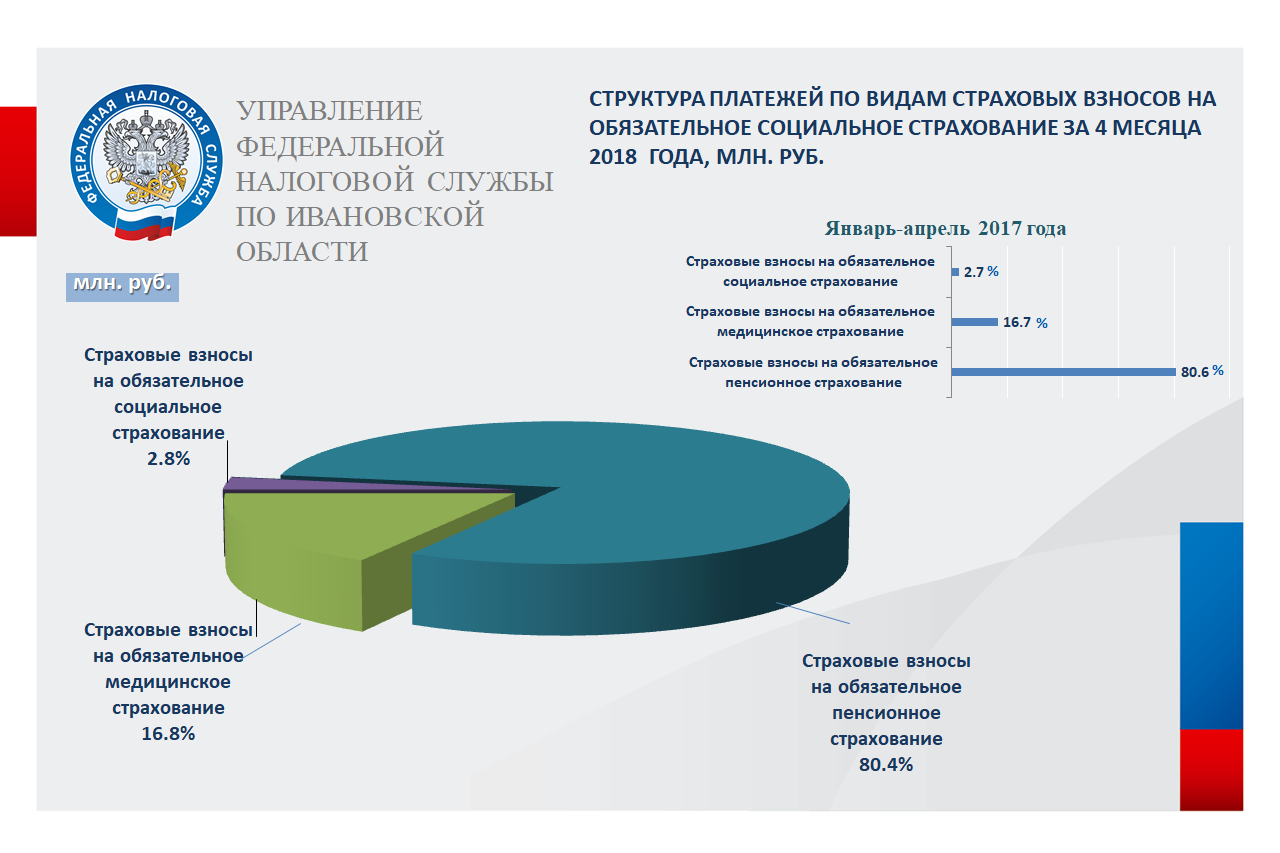 ФЕДЕРАЛЬНАЯ НАЛОГОВАЯ СЛУЖБА
УПРАВЛЕНИЕ
ФЕДЕРАЛЬНОЙ
НАЛОГОВОЙ СЛУЖБЫ
ПО ИВАНОВСКОЙ
ОБЛАСТИ
СТРУКТУРА ПЛАТЕЖЕЙ ПО ВИДАМ СТРАХОВЫХ ВЗНОСОВ НА
ОБЯЗАТЕЛЬНОЕ СОЦИАЛЬНОЕ СТРАХОВАНИЕ ЗА 4 МЕСЯЦА
2018 ГОДА, МЛН. РУБ.
Январь-апрель 2017 года
Страховые взносы на обязательное
социальное страхование
2.7 %
Страховые взносы на обязательное
медицинское страхование
16.7 %
Страховые взносы на обязательное
пенсионное страхование
80.6 %
млн. руб.
Страховые взносы
на обязательное
социальное
страхование
2.8%
Страховые взносы
на обязательное
медицинское
страхование
16.8%
Страховые взносы
на обязательное
пенсионное
страхование
80.4%